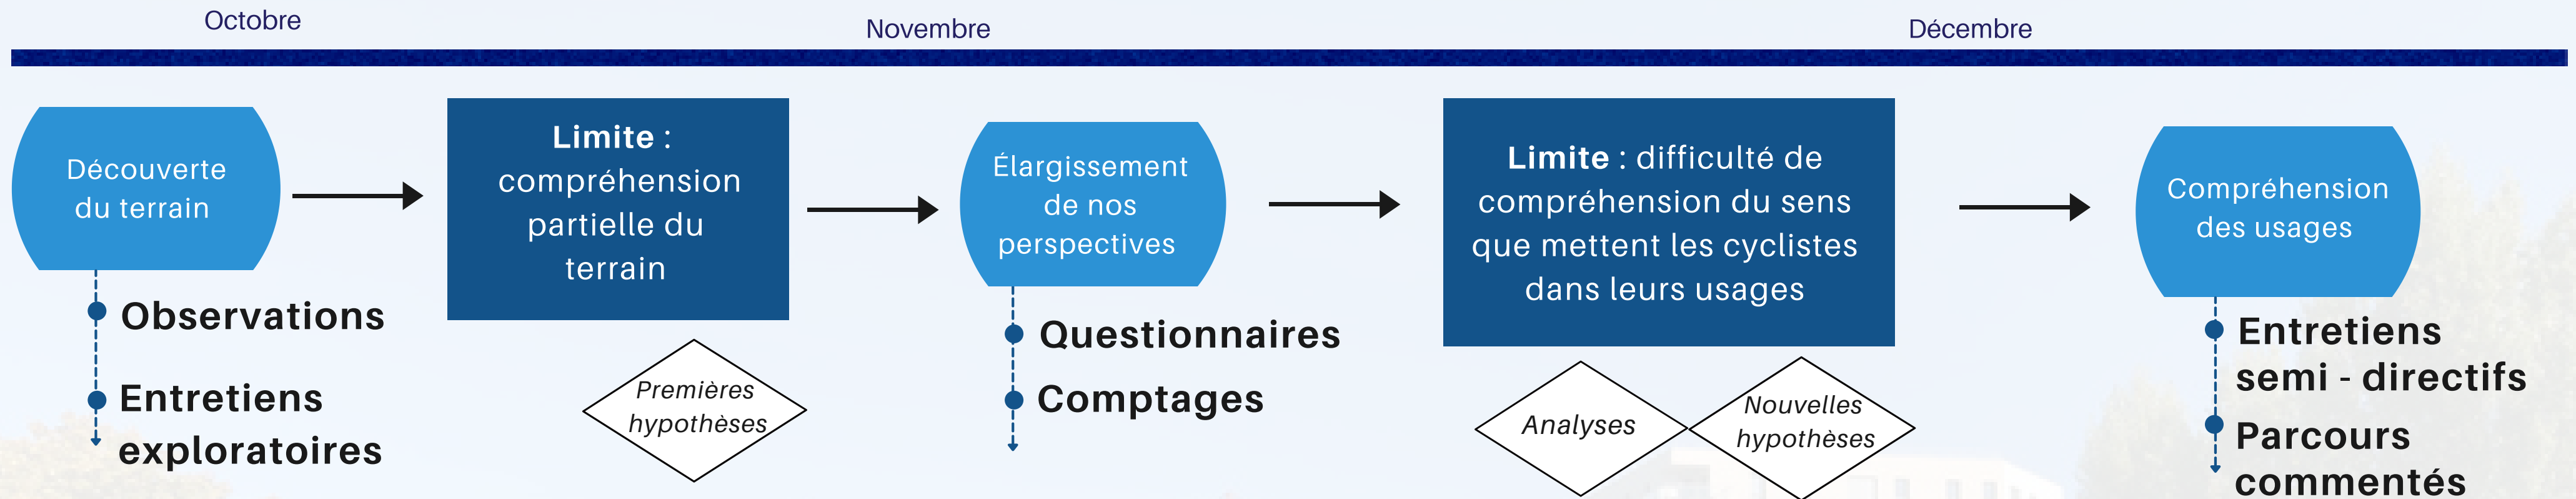 Octobre
Novembre
Décembre
Découverte
du terrain
Observations
Entretiens
exploratoires
Limite :
compréhension
partielle du
terrain
Premières
hypothèses
Élargissement
de nos
perspectives
Questionnaires
Comptages
Limite : difficulté de
compréhension du sens
que mettent les cyclistes
dans leurs usages
Analyses
Nouvelles
hypothèses
Compréhension
des usages
Entretiens
semi - directifs
Parcours
commentés